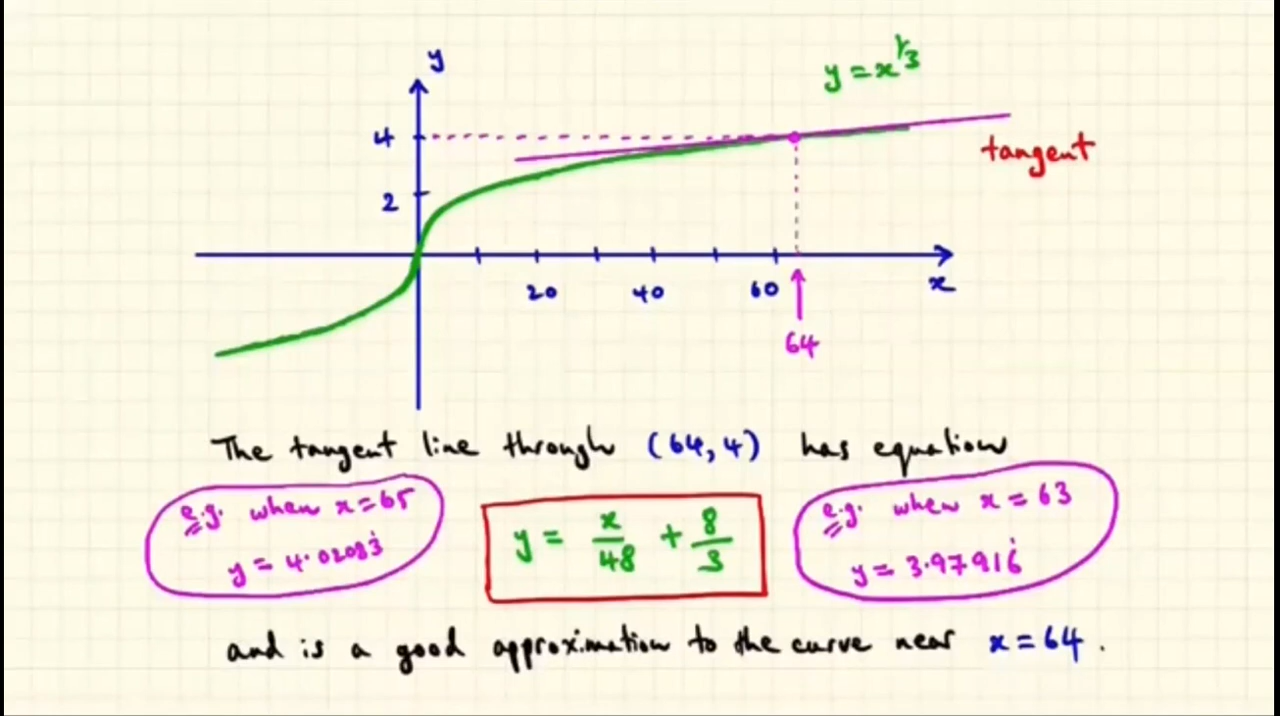 y
y = x^1/3
4
tangent
2
20 40 60 x
64
The tangent line through (64, 4) has equation
e.g. when x = 65
y = 4.02083̇
y = x/48 + 8/3
e.g. when x = 63
y = 3.97916̇
and is a good approximation to the curve near x = 64.